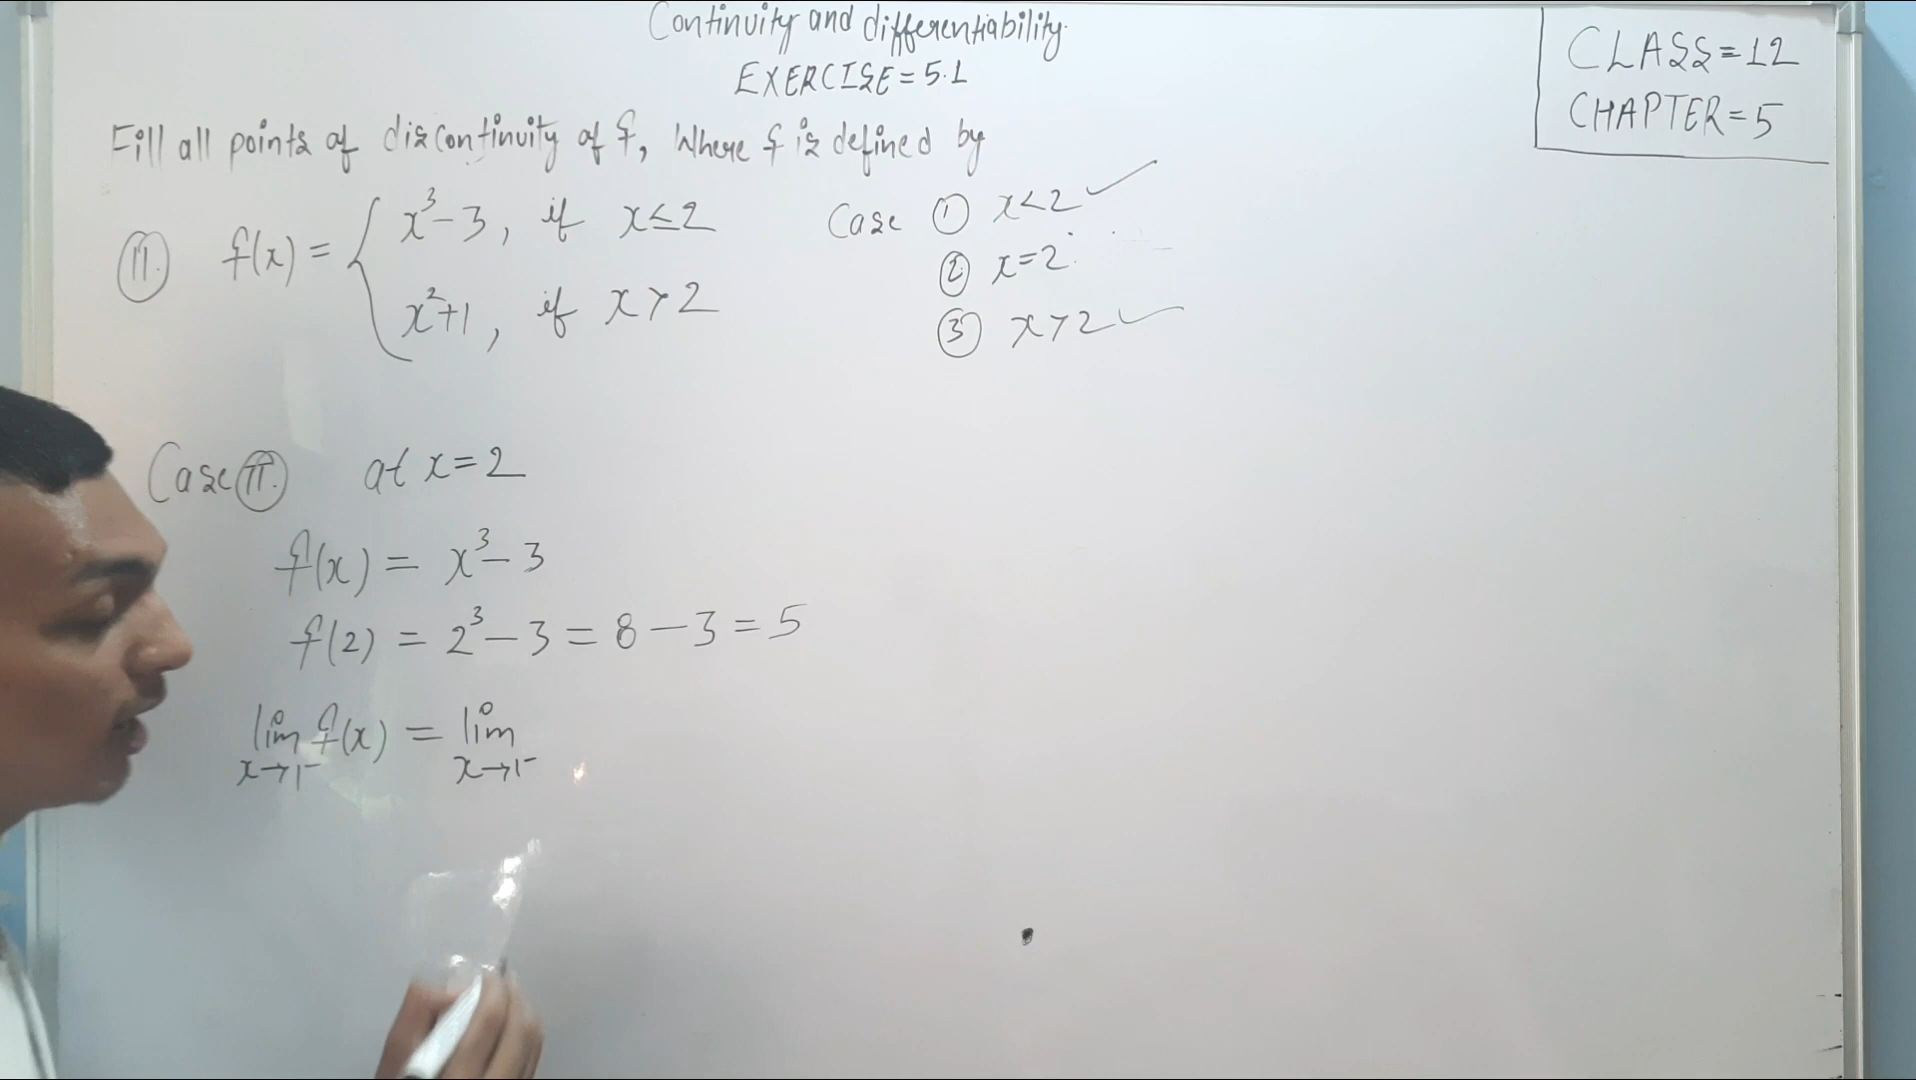 Continuity and differentiability.
EXERCISE = 5.1
CLASS = 12
CHAPTER = 5
Fill all points of discontinuity of f, Where f is defined by
11. f(x) = { x³ - 3, if x ≤ 2
x² + 1, if x > 2
Case ① x < 2 ✓
② x = 2.
③ x > 2 ✓
Case II. at x = 2
f(x) = x³ - 3
f(2) = 2³ - 3 = 8 - 3 = 5
lim f(x) = lim
x→1⁻ x→1⁻